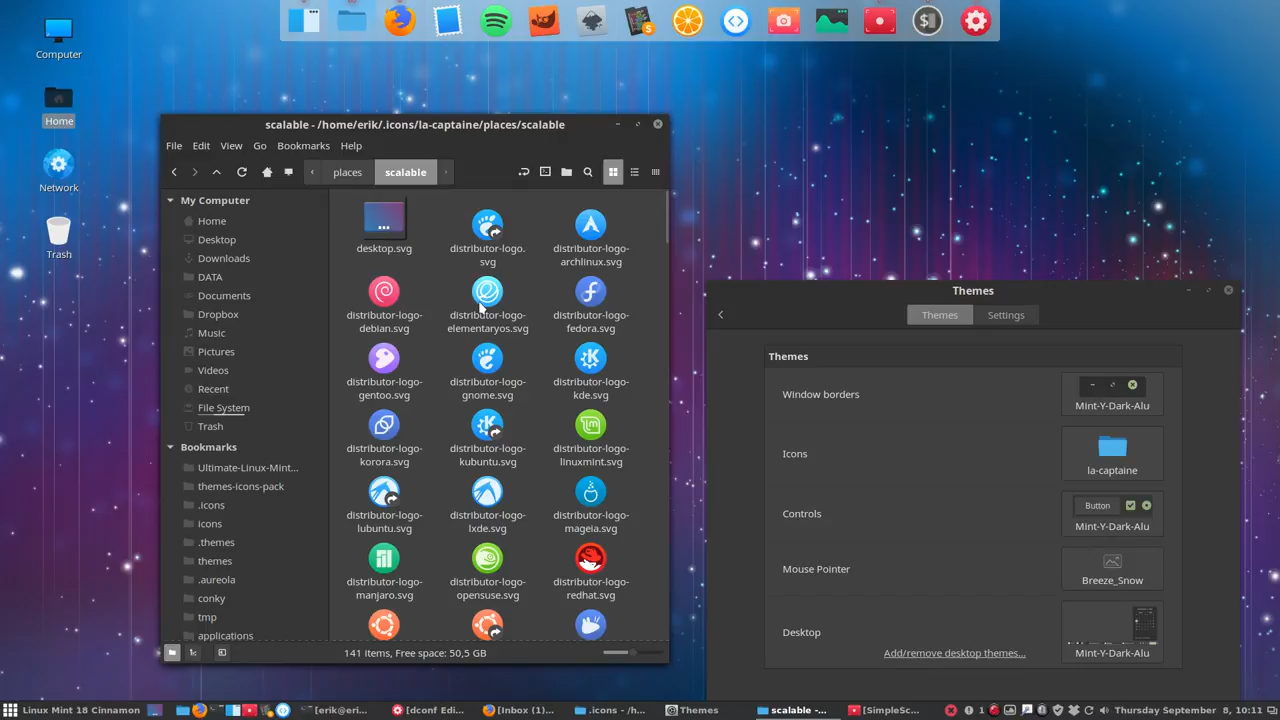 Computer
Home
Network
Trash
S
$
scalable - /home/erik/.icons/la-captaine/places/scalable
File Edit View Go Bookmarks Help
places scalable
My Computer
Home
Desktop
Downloads
DATA
Documents
Dropbox
Music
Pictures
Videos
Recent
File System
Trash
Bookmarks
Ultimate-Linux-Mint...
themes-icons-pack
.icons
icons
.themes
themes
.aureola
conky
tmp
applications
desktop.svg
distributor-logo.
svg
distributor-logo-
archlinux.svg
distributor-logo-
debian.svg
distributor-logo-
elementaryos.svg
distributor-logo-
fedora.svg
distributor-logo-
gentoo.svg
distributor-logo-
gnome.svg
distributor-logo-
kde.svg
distributor-logo-
korora.svg
distributor-logo-
kubuntu.svg
distributor-logo-
linuxmint.svg
distributor-logo-
lubuntu.svg
distributor-logo-
lxde.svg
distributor-logo-
mageia.svg
distributor-logo-
manjaro.svg
distributor-logo-
opensuse.svg
distributor-logo-
redhat.svg
141 items, Free space: 50,5 GB
Themes
Themes Settings
Themes
Window borders
Mint-Y-Dark-Alu
Icons
la-captaine
Controls
Button
Mint-Y-Dark-Alu
Mouse Pointer
Breeze_Snow
Desktop
Add/remove desktop themes...
Mint-Y-Dark-Alu
Linux Mint 18 Cinnamon [erik@eri... [dconf Edi... [Inbox (1)... .icons - /h... Themes scalable -... [SimpleSc... 1 Thursday September 8, 10:11